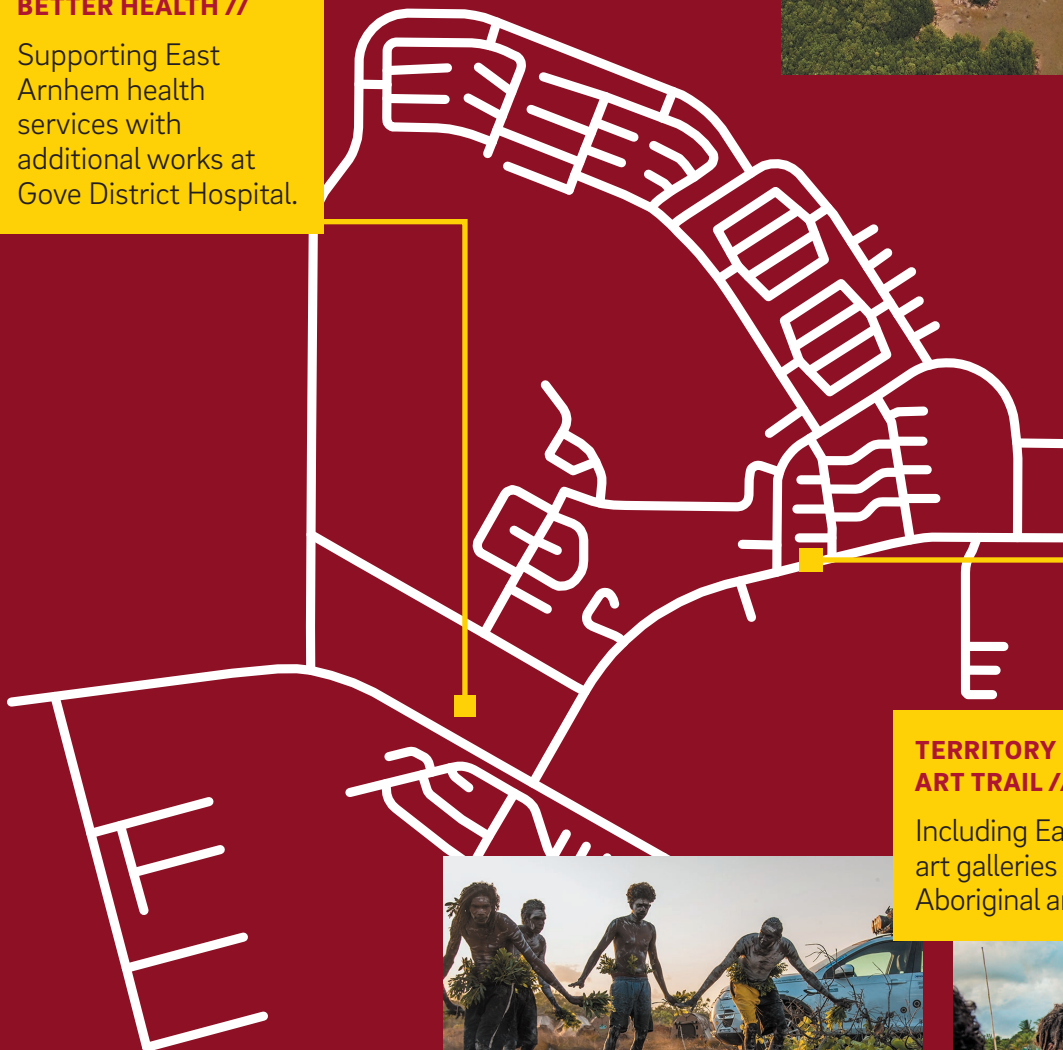 BETTER HEALTH //
Supporting East
Arnhem health
services with
additional works at
Gove District Hospital.
TERRITORY
ART TRAIL //
Including
art galleries
Aboriginal